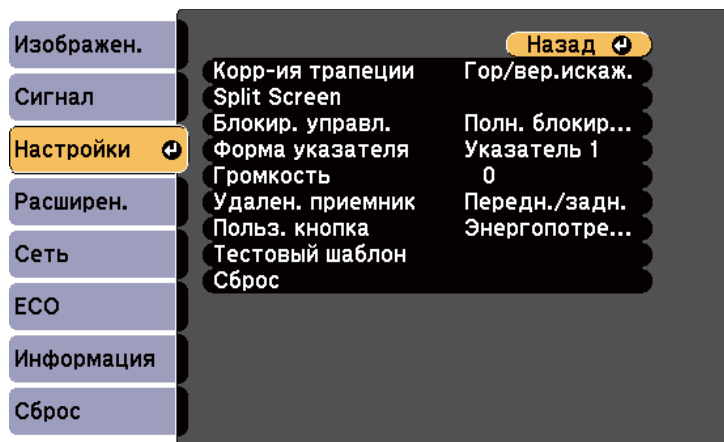 Изображен.
Сигнал
Настройки
Расширен.
Сеть
ECO
Информация
Сброс
Назад
Корр-ия трапеции Гор/вер.искаж.
Split Screen
Блокир. управл. Полн. блокир...
Форма указателя Указатель 1
Громкость 0
Удален. приемник Передн./задн.
Польз. кнопка Энергопотре...
Тестовый шаблон
Сброс